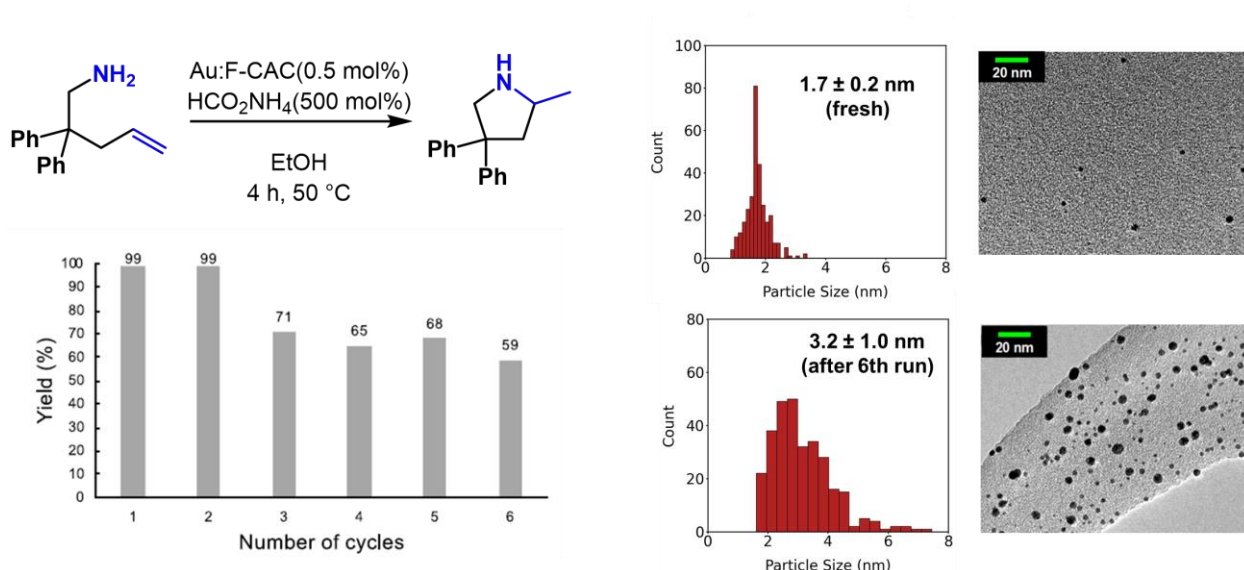 NH₂
Ph
Ph
Au:F-CAC(0.5 mol%)
HCO₂NH₄(500 mol%)
EtOH
4 h, 50 °C
H
N
Ph
Ph
Yield (%)
100
90
80
70
60
50
40
30
20
10
0
99
99
71
65
68
59
1
2
3
4
5
6
Number of cycles
Count
100
80
60
40
20
0
1.7 ± 0.2 nm
(fresh)
0
2
4
6
8
Particle Size (nm)
20 nm
Count
80
60
40
20
0
3.2 ± 1.0 nm
(after 6th run)
0
2
4
6
8
Particle Size (nm)
20 nm